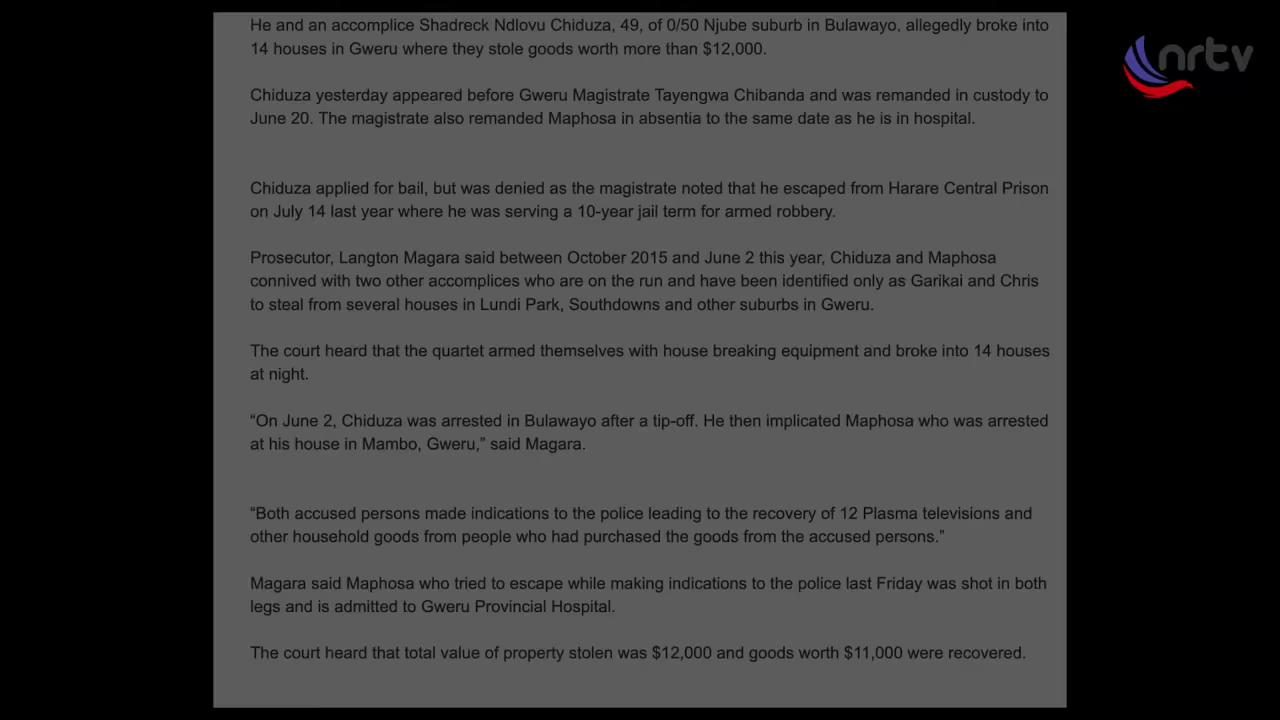 He and an accomplice Shadreck Ndlovu Chiduza, 49, of 0/50 Njube suburb in Bulawayo, allegedly broke into
14 houses in Gweru where they stole goods worth more than $12,000.
Chiduza yesterday appeared before Gweru Magistrate Tayengwa Chibanda and was remanded in custody to
June 20. The magistrate also remanded Maphosa in absentia to the same date as he is in hospital.
Chiduza applied for bail, but was denied as the magistrate noted that he escaped from Harare Central Prison
on July 14 last year where he was serving a 10-year jail term for armed robbery.
Prosecutor, Langton Magara said between October 2015 and June 2 this year, Chiduza and Maphosa
connived with two other accomplices who are on the run and have been identified only as Garikai and Chris
to steal from several houses in Lundi Park, Southdowns and other suburbs in Gweru.
The court heard that the quartet armed themselves with house breaking equipment and broke into 14 houses
at night.
“On June 2, Chiduza was arrested in Bulawayo after a tip-off. He then implicated Maphosa who was arrested
at his house in Mambo, Gweru,” said Magara.
“Both accused persons made indications to the police leading to the recovery of 12 Plasma televisions and
other household goods from people who had purchased the goods from the accused persons.”
Magara said Maphosa who tried to escape while making indications to the police last Friday was shot in both
legs and is admitted to Gweru Provincial Hospital.
The court heard that total value of property stolen was $12,000 and goods worth $11,000 were recovered.
nrtv